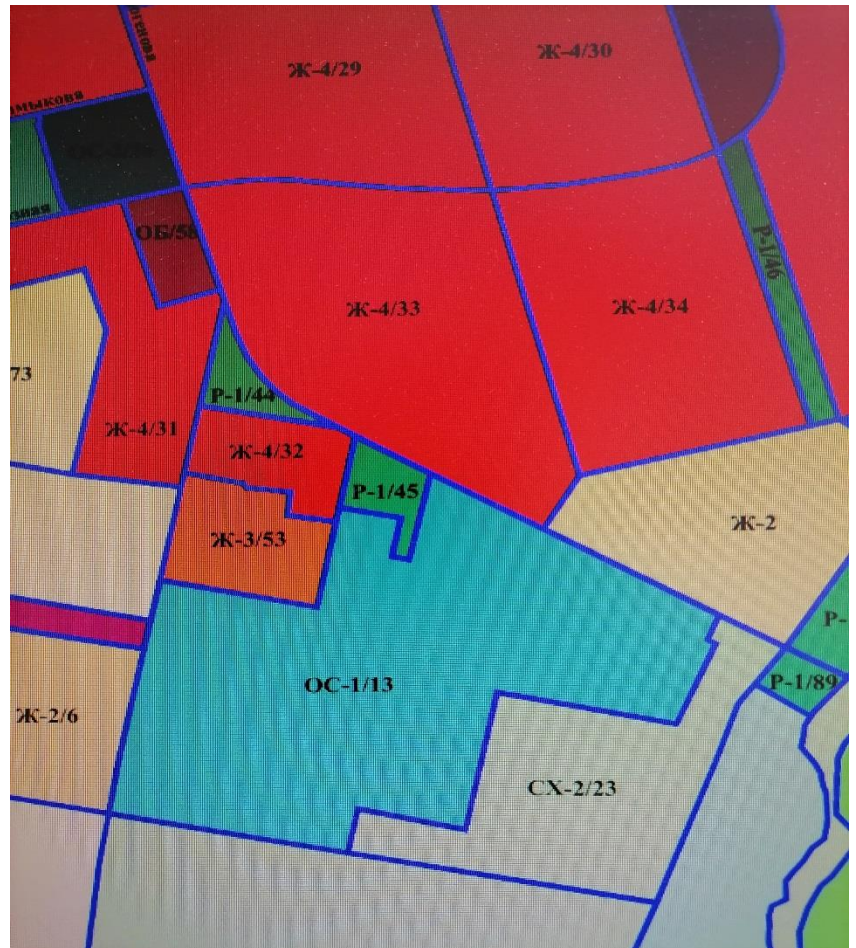 Ж-4/29
Ж-4/30
ОБ/58
Р-1/46
Ж-4/33
Ж-4/34
73
Р-1/44
Ж-4/31
Ж-4/32
Р-1/45
Ж-3/53
Ж-2
Р-
ОС-1/13
Р-1/89
Ж-2/6
СХ-2/23